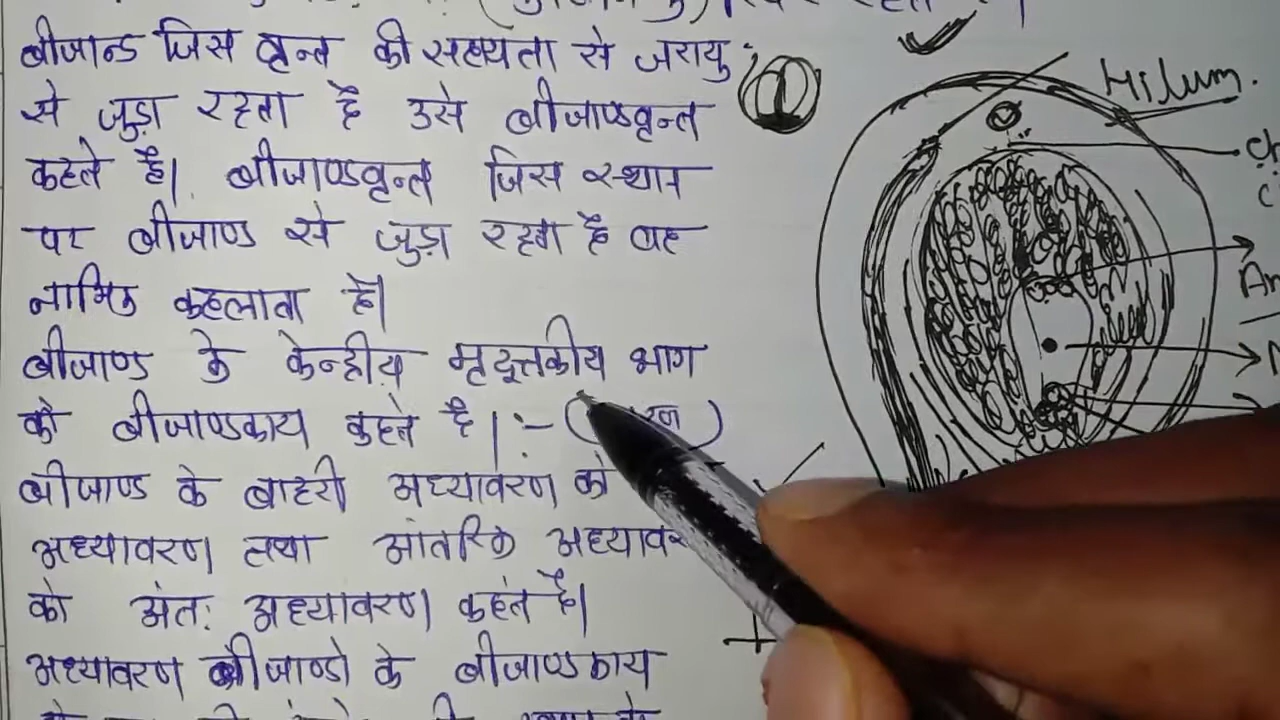 बीजान्ड जिस वृन्त की सहायता से जरायु
से जुड़ा रहता है उसे बीजाण्डवृन्त
कहते है। बीजाण्डवृन्त जिस स्थान
पर बीजाण्ड से जुड़ा रहता है वह
नाभिक कहलाता है।
बीजाण्ड के केन्द्रीय मृदूत्तकीय भाग
को बीजाण्डकाय कहते है। :- (
बीजाण्ड के बाहरी अध्यावरण को
अध्यावरण तथा आंतरिक
को अंतः अध्यावरण कहते है।
अध्यावरण बीजाण्डो के बीजाण्डकाय
Hilum.